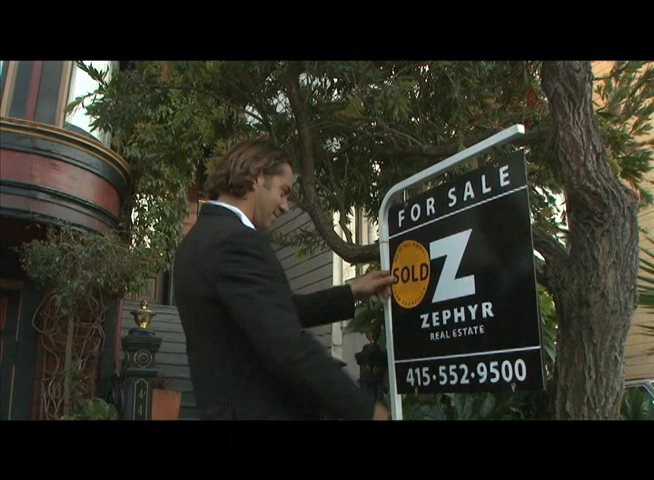 FOR SALE
SOLD
Z
ZEPHYR
REAL ESTATE
415·552·9500